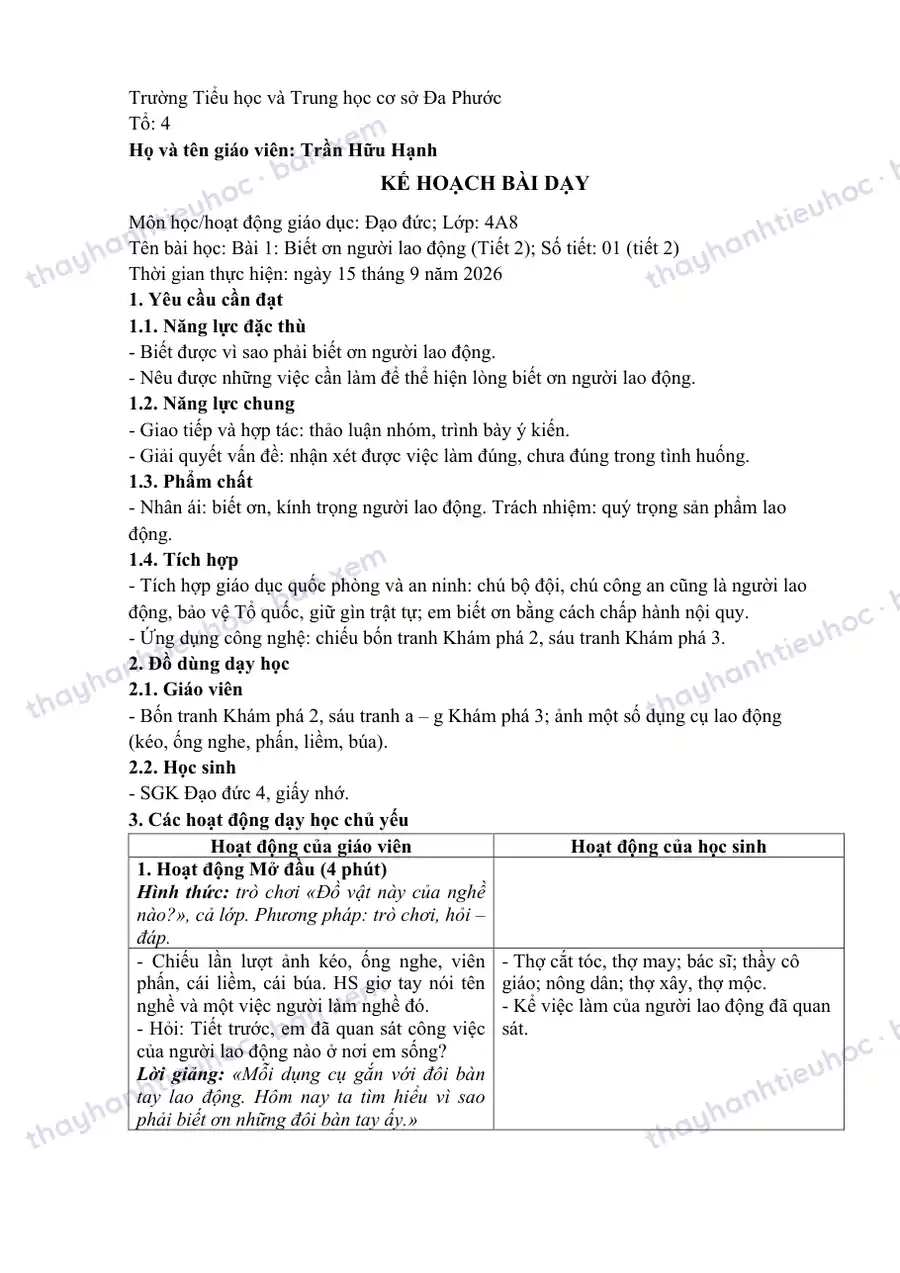 Trường Tiểu học và Trung học cơ sở Đa Phước
Tổ: 4
Họ và tên giáo viên: Trần Hữu Hạnh
KẾ HOẠCH BÀI DẠY
Môn học/hoạt động giáo dục: Đạo đức; Lớp: 4A8
Tên bài học: Bài 1: Biết ơn người lao động (Tiết 2); Số tiết: 01 (tiết 2)
Thời gian thực hiện: ngày 15 tháng 9 năm 2026
1. Yêu cầu cần đạt
1.1. Năng lực đặc thù
- Biết được vì sao phải biết ơn người lao động.
- Nêu được những việc cần làm để thể hiện lòng biết ơn người lao động.
1.2. Năng lực chung
- Giao tiếp và hợp tác: thảo luận nhóm, trình bày ý kiến.
- Giải quyết vấn đề: nhận xét được việc làm đúng, chưa đúng trong tình huống.
1.3. Phẩm chất
- Nhân ái: biết ơn, kính trọng người lao động. Trách nhiệm: quý trọng sản phẩm lao
động.
1.4. Tích hợp
- Tích hợp giáo dục quốc phòng và an ninh: chú bộ đội, chú công an cũng là người lao
động, bảo vệ Tổ quốc, giữ gìn trật tự; em biết ơn bằng cách chấp hành nội quy.
- Ứng dụng công nghệ: chiếu bốn tranh Khám phá 2, sáu tranh Khám phá 3.
2. Đồ dùng dạy học
2.1. Giáo viên
- Bốn tranh Khám phá 2, sáu tranh a – g Khám phá 3; ảnh một số dụng cụ lao động
(kéo, ống nghe, phấn, liềm, búa).
2.2. Học sinh
- SGK Đạo đức 4, giấy nhớ.
3. Các hoạt động dạy học chủ yếu
Hoạt động của giáo viên
Hoạt động của học sinh
1. Hoạt động Mở đầu (4 phút)
Hình thức: trò chơi «Đồ vật này của nghề
nào?», cả lớp. Phương pháp: trò chơi, hỏi –
đáp.
- Chiếu lần lượt ảnh kéo, ống nghe, viên
phấn, cái liềm, cái búa. HS giơ tay nói tên
nghề và một việc người làm nghề đó.
- Hỏi: Tiết trước, em đã quan sát công việc
của người lao động nào ở nơi em sống?
Lời giảng: «Mỗi dụng cụ gắn với đôi bàn
tay lao động. Hôm nay ta tìm hiểu vì sao
phải biết ơn những đôi bàn tay ấy.»
- Thợ cắt tóc, thợ may; bác sĩ; thầy cô
giáo; nông dân; thợ xây, thợ mộc.
- Kể việc làm của người lao động đã quan
sát.
thayhanhtieuhoc · bản xem
thayhanhtieuhoc · b
thayhanhtieuhoc · bản xem
thayhanhtieuhoc · b
thayhanhtieuhoc · bản xem
thayhanhtieuhoc · b